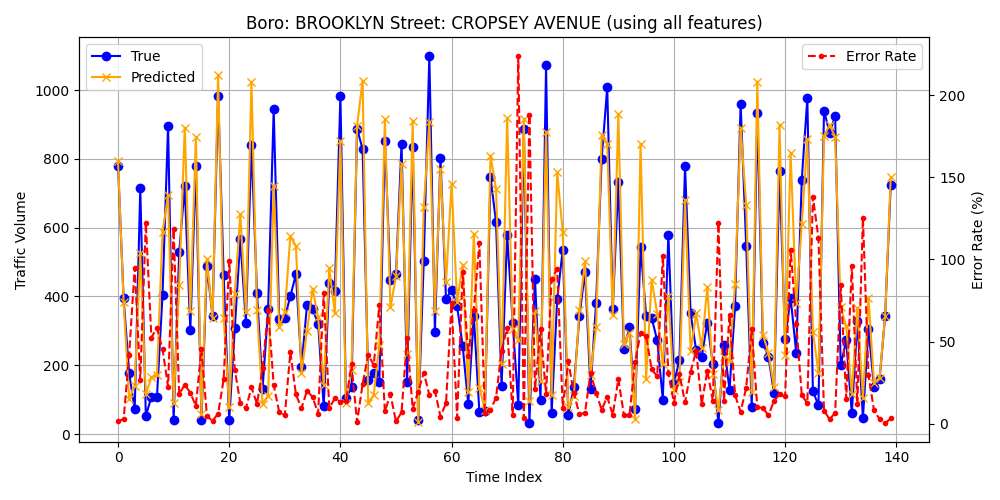 Boro: BROOKLYN Street: CROPSEY AVENUE (using all features)
True
Predicted
Error Rate
Traffic Volume
0
200
400
600
800
1000
Error Rate (%)
0
50
100
150
200
0 20 40 60 80 100 120 140
Time Index